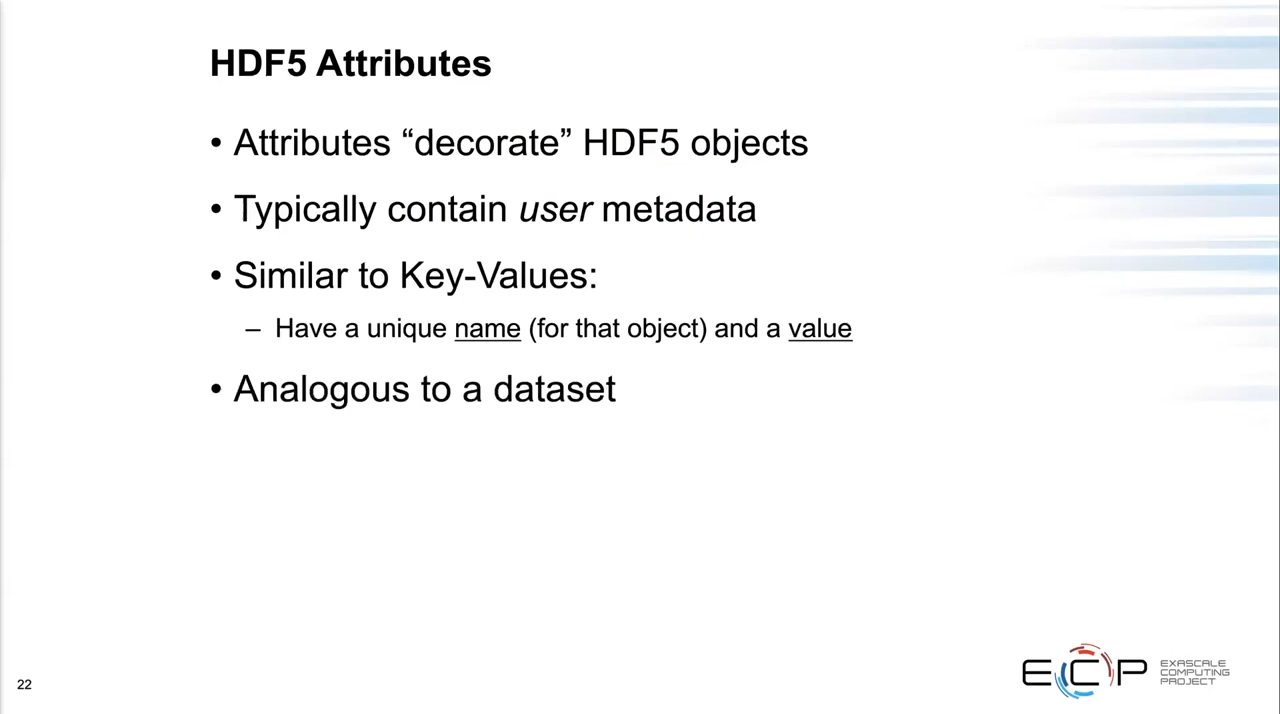 HDF5 Attributes
• Attributes “decorate” HDF5 objects
• Typically contain user metadata
• Similar to Key-Values:
– Have a unique name (for that object) and a value
• Analogous to a dataset
22
ECP
EXASCALE
COMPUTING
PROJECT